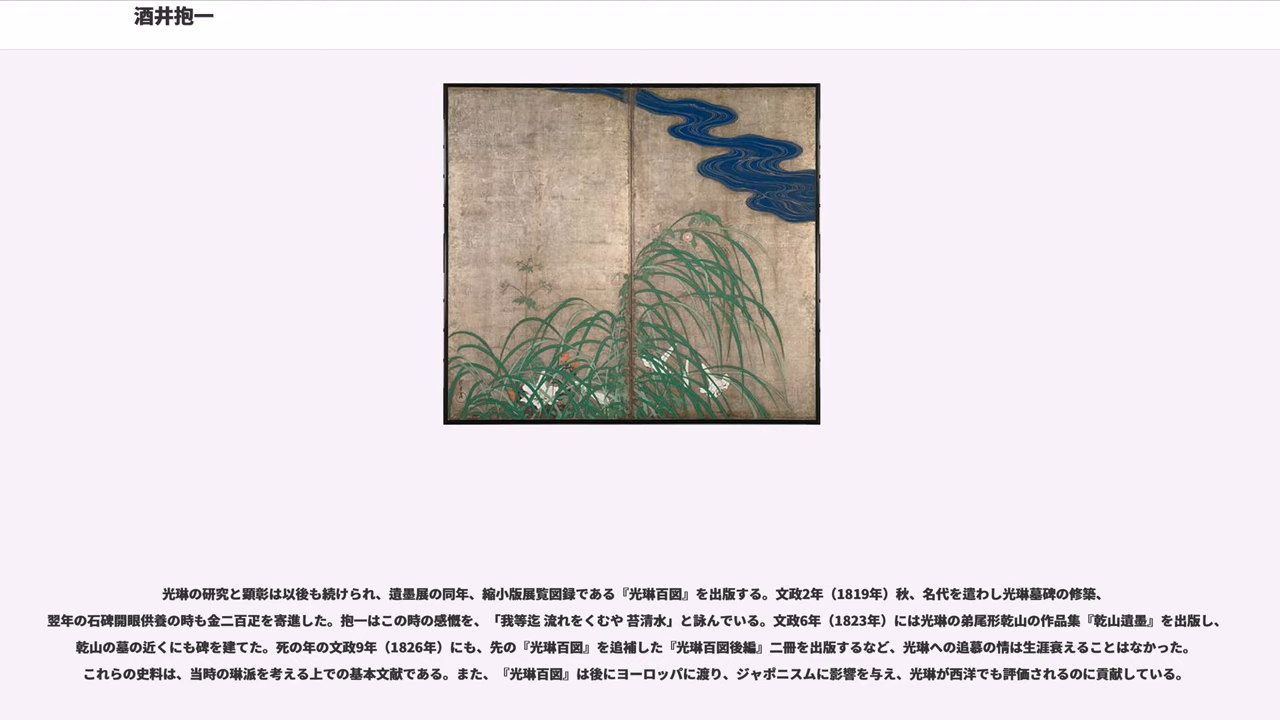 酒井抱一
光琳の研究と顕彰は以後も続けられ、遺墨展の同年、縮小版展覧図録である『光琳百図』を出版する。文政2年（1819年）秋、名代を遣わし光琳墓碑の修築、
翌年の石碑開眼供養の時も金二百疋を寄進した。抱一はこの時の感慨を、「我等迄 流れをくむや 苔清水」と詠んでいる。文政6年（1823年）には光琳の弟尾形乾山の作品集『乾山遺墨』を出版し、
乾山の墓の近くにも碑を建てた。死の年の文政9年（1826年）にも、先の『光琳百図』を追補した『光琳百図後編』二冊を出版するなど、光琳への追慕の情は生涯衰えることはなかった。
これらの史料は、当時の琳派を考える上での基本文献である。また、『光琳百図』は後にヨーロッパに渡り、ジャポニスムに影響を与え、光琳が西洋でも評価されるのに貢献している。